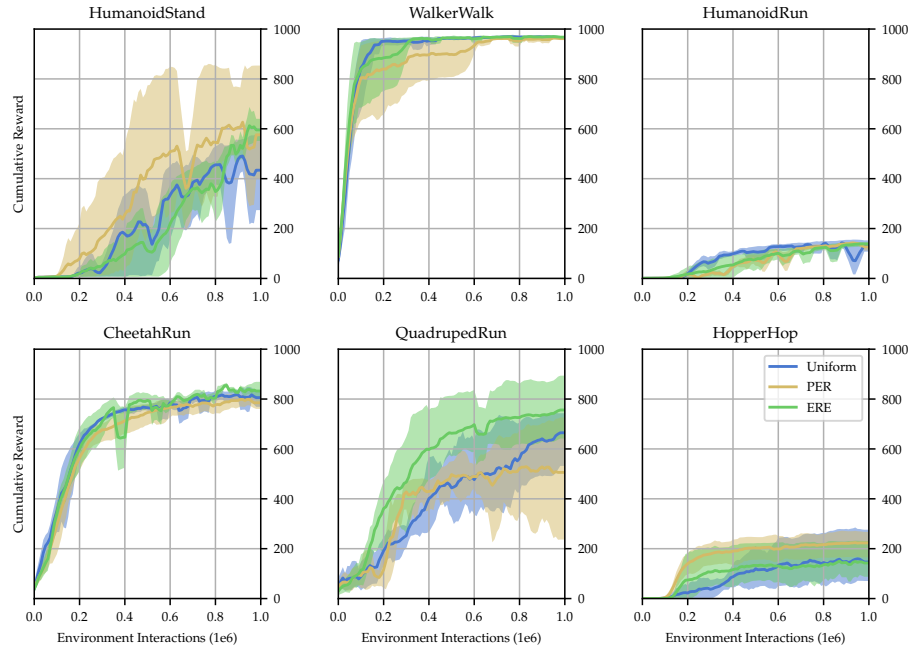 HumanoidStand
WalkerWalk
HumanoidRun
Cumulative Reward
0 200 400 600 800 1000
0 200 400 600 800 1000
0 200 400 600 800 1000
0.0 0.2 0.4 0.6 0.8 1.0
0.0 0.2 0.4 0.6 0.8 1.0
0.0 0.2 0.4 0.6 0.8 1.0
CheetahRun
QuadrupedRun
HopperHop
Cumulative Reward
0 200 400 600 800 1000
0 200 400 600 800 1000
0 200 400 600 800 1000
Uniform
PER
ERE
0.0 0.2 0.4 0.6 0.8 1.0
0.0 0.2 0.4 0.6 0.8 1.0
0.0 0.2 0.4 0.6 0.8 1.0
Environment Interactions (1e6)
Environment Interactions (1e6)
Environment Interactions (1e6)